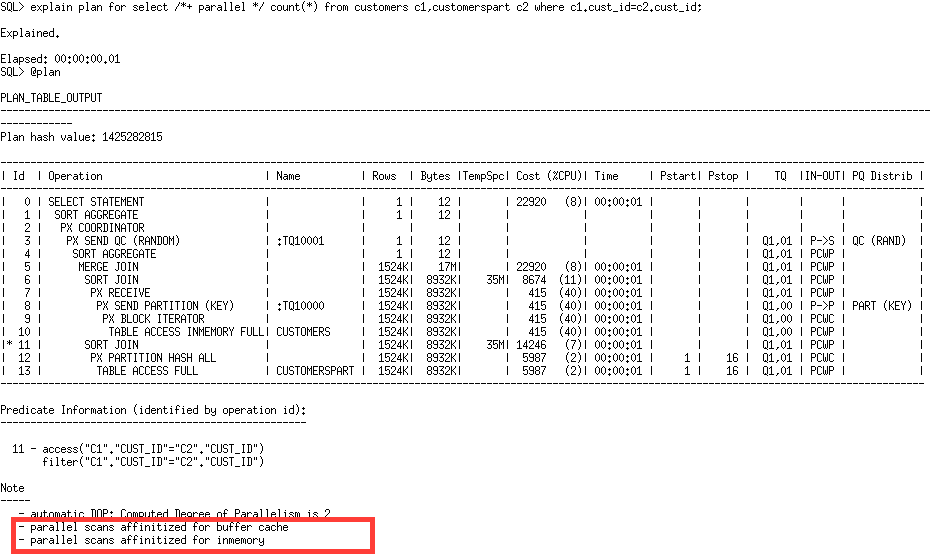 SQL> explain plan for select /*+ parallel */ count(*) from customers c1,customerspart c2 where c1.cust_id=c2.cust_id;
Explained.
Elapsed: 00:00:00.01
SQL> @plan
PLAN_TABLE_OUTPUT
--------------------------------------------------------------------------------------------------------------------------------------------------------
------------
Plan hash value: 1425282815
--------------------------------------------------------------------------------------------------------------------------------------------------------
| Id | Operation | Name | Rows | Bytes |TempSpc| Cost (%CPU)| Time | Pstart| Pstop | TQ |IN-OUT| PQ Distrib |
--------------------------------------------------------------------------------------------------------------------------------------------------------
| 0 | SELECT STATEMENT | | 1 | 12 | | 22920 (8)| 00:00:01 | | | | | |
| 1 | SORT AGGREGATE | | 1 | 12 | | | | | | | | |
| 2 | PX COORDINATOR | | | | | | | | | | | |
| 3 | PX SEND QC (RANDOM) | :TQ10001 | 1 | 12 | | | | | | Q1,01 | P->S | QC (RAND) |
| 4 | SORT AGGREGATE | | 1 | 12 | | | | | | Q1,01 | PCWP | |
| 5 | MERGE JOIN | | 1524K| 17M| | 22920 (8)| 00:00:01 | | | Q1,01 | PCWP | |
| 6 | SORT JOIN | | 1524K| 8932K| 35M| 8674 (11)| 00:00:01 | | | Q1,01 | PCWP | |
| 7 | PX RECEIVE | | 1524K| 8932K| | 415 (40)| 00:00:01 | | | Q1,01 | PCWP | |
| 8 | PX SEND PARTITION (KEY) | :TQ10000 | 1524K| 8932K| | 415 (40)| 00:00:01 | | | Q1,00 | P->P | PART (KEY) |
| 9 | PX BLOCK ITERATOR | | 1524K| 8932K| | 415 (40)| 00:00:01 | | | Q1,00 | PCWC | |
| 10 | TABLE ACCESS INMEMORY FULL| CUSTOMERS | 1524K| 8932K| | 415 (40)| 00:00:01 | | | Q1,00 | PCWP | |
|* 11 | SORT JOIN | | 1524K| 8932K| 35M| 14246 (7)| 00:00:01 | | | Q1,01 | PCWP | |
| 12 | PX PARTITION HASH ALL | | 1524K| 8932K| | 5987 (2)| 00:00:01 | 1 | 16 | Q1,01 | PCWC | |
| 13 | TABLE ACCESS FULL | CUSTOMERSPART | 1524K| 8932K| | 5987 (2)| 00:00:01 | 1 | 16 | Q1,01 | PCWP | |
--------------------------------------------------------------------------------------------------------------------------------------------------------
Predicate Information (identified by operation id):
---------------------------------------------------
11 - access("C1"."CUST_ID"="C2"."CUST_ID")
filter("C1"."CUST_ID"="C2"."CUST_ID")
Note
-----
- automatic DOP: Computed Degree of Parallelism is 2
- parallel scans affinitized for buffer cache
- parallel scans affinitized for inmemory